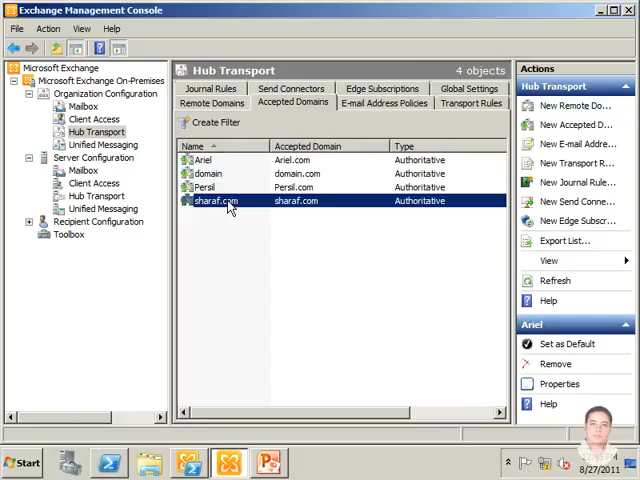 Exchange Management Console
File Action View Help
Microsoft Exchange
Microsoft Exchange On-Premises
Organization Configuration
Mailbox
Client Access
Hub Transport
Unified Messaging
Server Configuration
Mailbox
Client Access
Hub Transport
Unified Messaging
Recipient Configuration
Toolbox
Hub Transport 4 objects
Journal Rules Send Connectors Edge Subscriptions Global Settings
Remote Domains Accepted Domains E-mail Address Policies Transport Rules
Create Filter
Name Accepted Domain Type
Ariel Ariel.com Authoritative
domain domain.com Authoritative
Persil Persil.com Authoritative
sharaf.com sharaf.com Authoritative
Actions
Hub Transport
New Remote Do...
New Accepted D...
New E-mail Addre...
New Transport R...
New Journal Rule...
New Send Conne...
New Edge Subscr...
Export List...
View
Refresh
Help
Ariel
Set as Default
Remove
Properties
Help
Start
8/27/2011